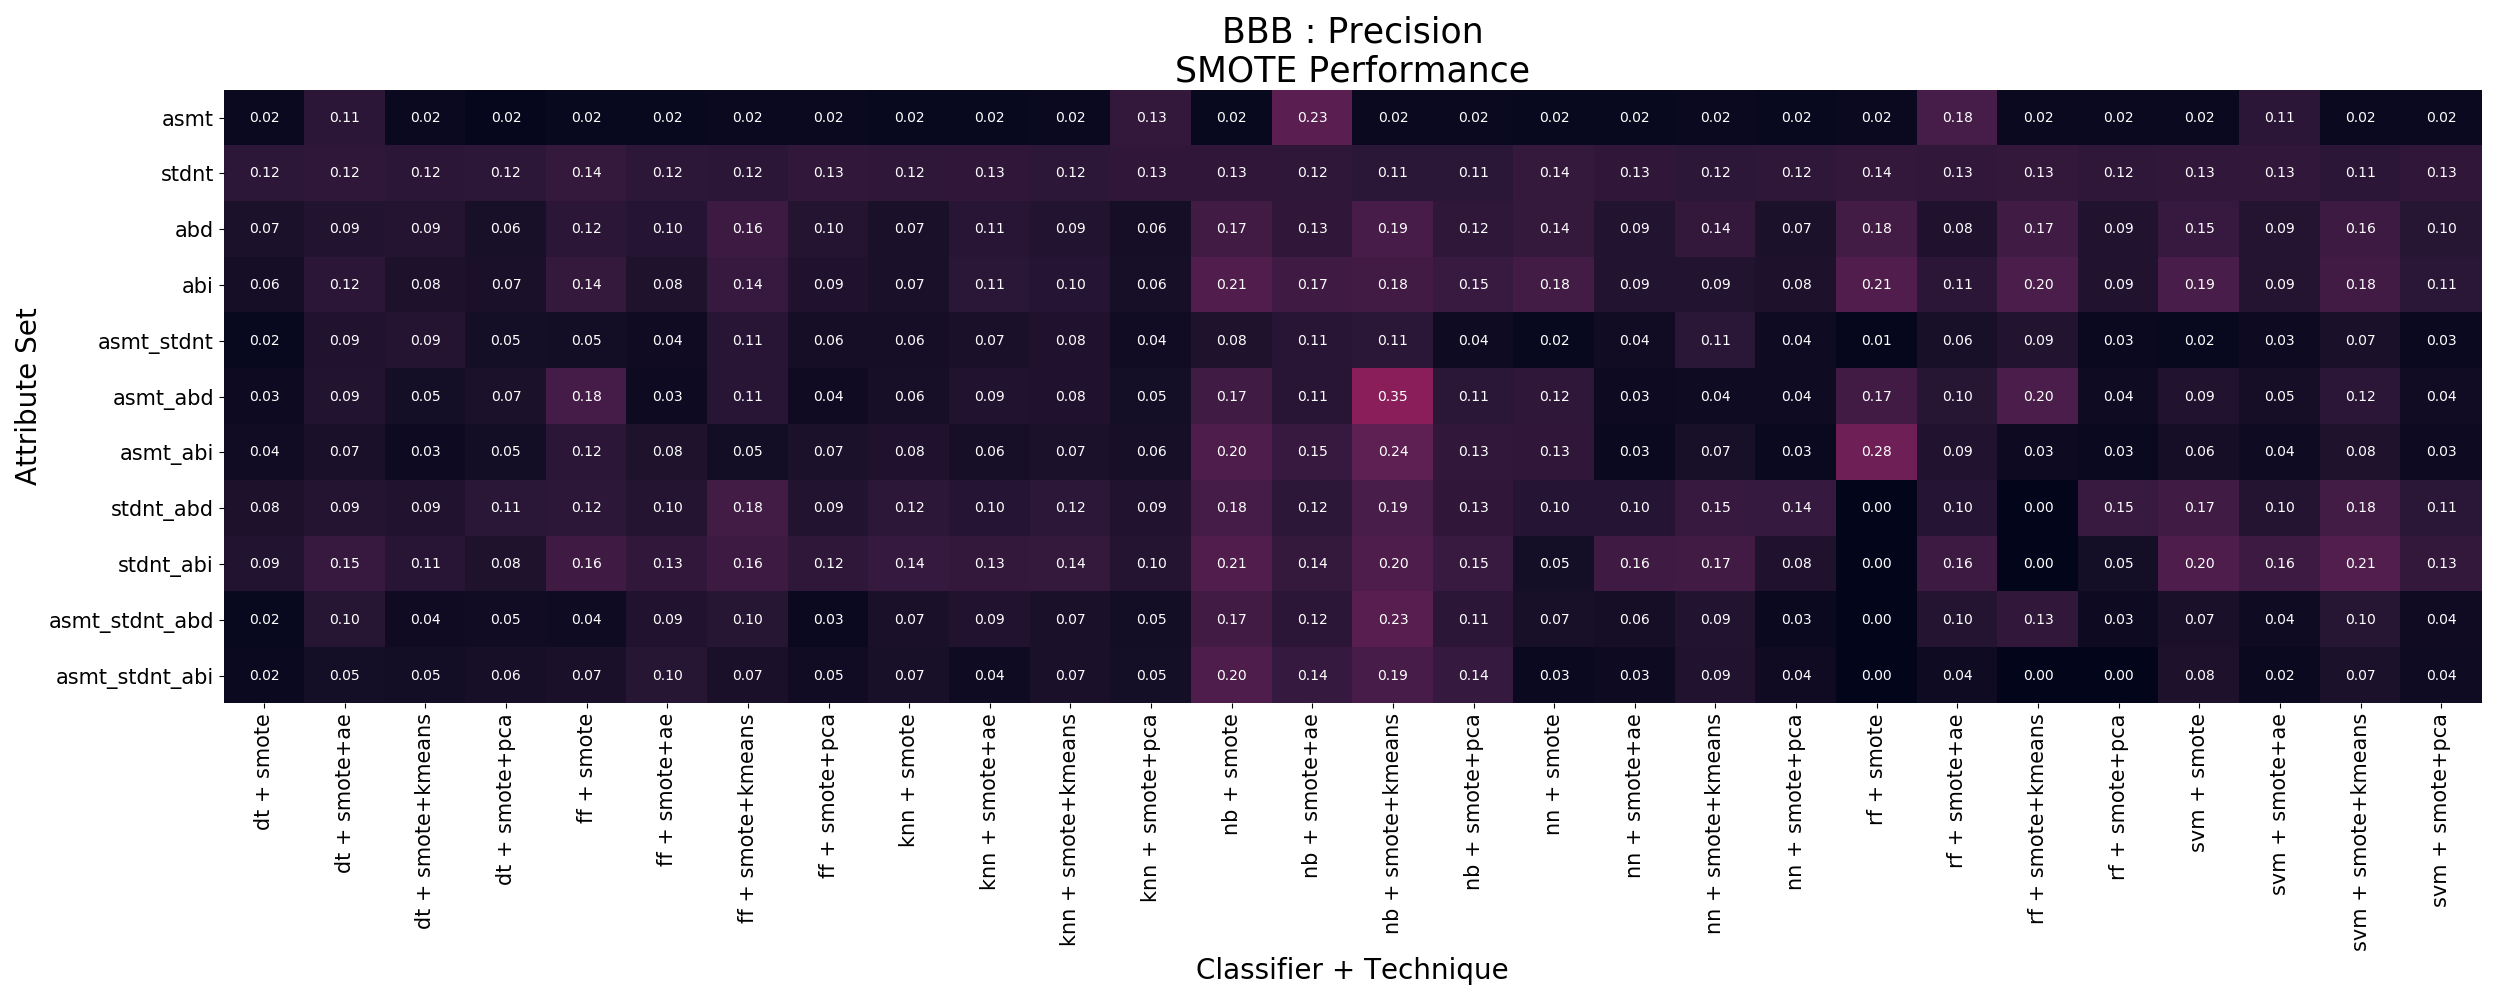 BBB : Precision
SMOTE Performance
Attribute Set
asmt 0.02 0.11 0.02 0.02 0.02 0.02 0.02 0.02 0.02 0.02 0.02 0.13 0.02 0.23 0.02 0.02 0.02 0.02 0.02 0.02 0.02 0.18 0.02 0.02 0.02 0.11 0.02 0.02
stdnt 0.12 0.12 0.12 0.12 0.14 0.12 0.12 0.13 0.12 0.13 0.12 0.13 0.13 0.12 0.11 0.11 0.14 0.13 0.12 0.12 0.14 0.13 0.13 0.12 0.13 0.13 0.11 0.13
abd 0.07 0.09 0.09 0.06 0.12 0.10 0.16 0.10 0.07 0.11 0.09 0.06 0.17 0.13 0.19 0.12 0.14 0.09 0.14 0.07 0.18 0.08 0.17 0.09 0.15 0.09 0.16 0.10
abi 0.06 0.12 0.08 0.07 0.14 0.08 0.14 0.09 0.07 0.11 0.10 0.06 0.21 0.17 0.18 0.15 0.18 0.09 0.09 0.08 0.21 0.11 0.20 0.09 0.19 0.09 0.18 0.11
asmt_stdnt 0.02 0.09 0.09 0.05 0.05 0.04 0.11 0.06 0.06 0.07 0.08 0.04 0.08 0.11 0.11 0.04 0.02 0.04 0.11 0.04 0.01 0.06 0.09 0.03 0.02 0.03 0.07 0.03
asmt_abd 0.03 0.09 0.05 0.07 0.18 0.03 0.11 0.04 0.06 0.09 0.08 0.05 0.17 0.11 0.35 0.11 0.12 0.03 0.04 0.04 0.17 0.10 0.20 0.04 0.09 0.05 0.12 0.04
asmt_abi 0.04 0.07 0.03 0.05 0.12 0.08 0.05 0.07 0.08 0.06 0.07 0.06 0.20 0.15 0.24 0.13 0.13 0.03 0.07 0.03 0.28 0.09 0.03 0.03 0.06 0.04 0.08 0.03
stdnt_abd 0.08 0.09 0.09 0.11 0.12 0.10 0.18 0.09 0.12 0.10 0.12 0.09 0.18 0.12 0.19 0.13 0.10 0.10 0.15 0.14 0.00 0.10 0.00 0.15 0.17 0.10 0.18 0.11
stdnt_abi 0.09 0.15 0.11 0.08 0.16 0.13 0.16 0.12 0.14 0.13 0.14 0.10 0.21 0.14 0.20 0.15 0.05 0.16 0.17 0.08 0.00 0.16 0.00 0.05 0.20 0.16 0.21 0.13
asmt_stdnt_abd 0.02 0.10 0.04 0.05 0.04 0.09 0.10 0.03 0.07 0.09 0.07 0.05 0.17 0.12 0.23 0.11 0.07 0.06 0.09 0.03 0.00 0.10 0.13 0.03 0.07 0.04 0.10 0.04
asmt_stdnt_abi 0.02 0.05 0.05 0.06 0.07 0.10 0.07 0.05 0.07 0.04 0.07 0.05 0.20 0.14 0.19 0.14 0.03 0.03 0.09 0.04 0.00 0.04 0.00 0.00 0.08 0.02 0.07 0.04
dt + smote
dt + smote+ae
dt + smote+kmeans
dt + smote+pca
ff + smote
ff + smote+ae
ff + smote+kmeans
ff + smote+pca
knn + smote
knn + smote+ae
knn + smote+kmeans
knn + smote+pca
nb + smote
nb + smote+ae
nb + smote+kmeans
nb + smote+pca
nn + smote
nn + smote+ae
nn + smote+kmeans
nn + smote+pca
rf + smote
rf + smote+ae
rf + smote+kmeans
rf + smote+pca
svm + smote
svm + smote+ae
svm + smote+kmeans
svm + smote+pca
Classifier + Technique